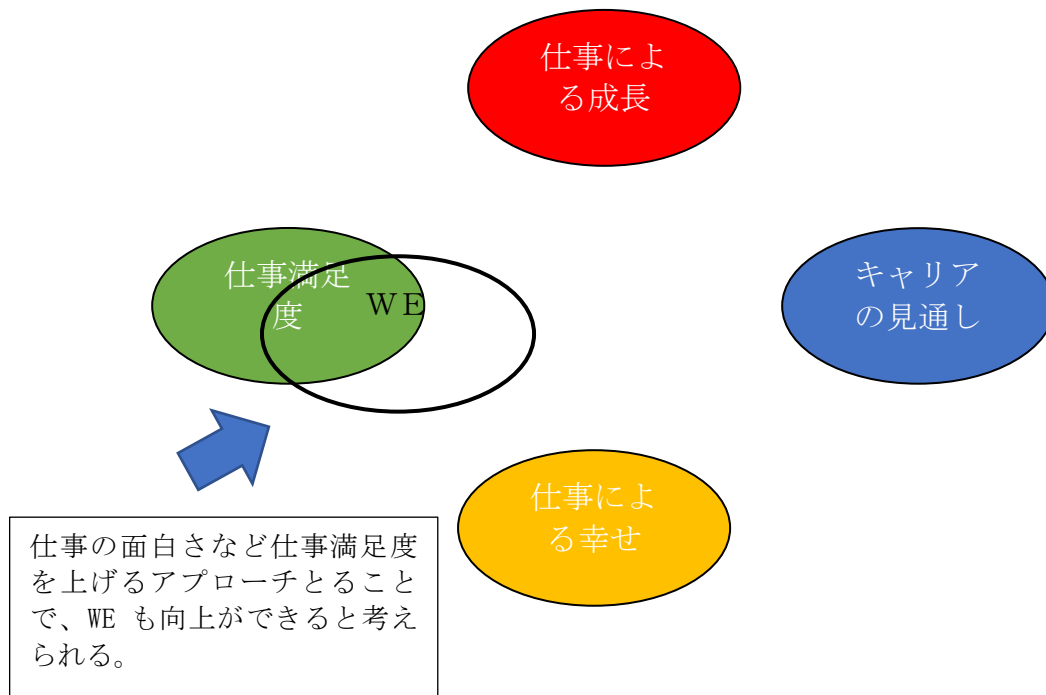 仕事によ
る成長
仕事満足
度
ＷＥ
キャリア
の見通し
仕事によ
る幸せ
仕事の面白さなど仕事満足度
を上げるアプローチとること
で、WE も向上ができると考え
られる。